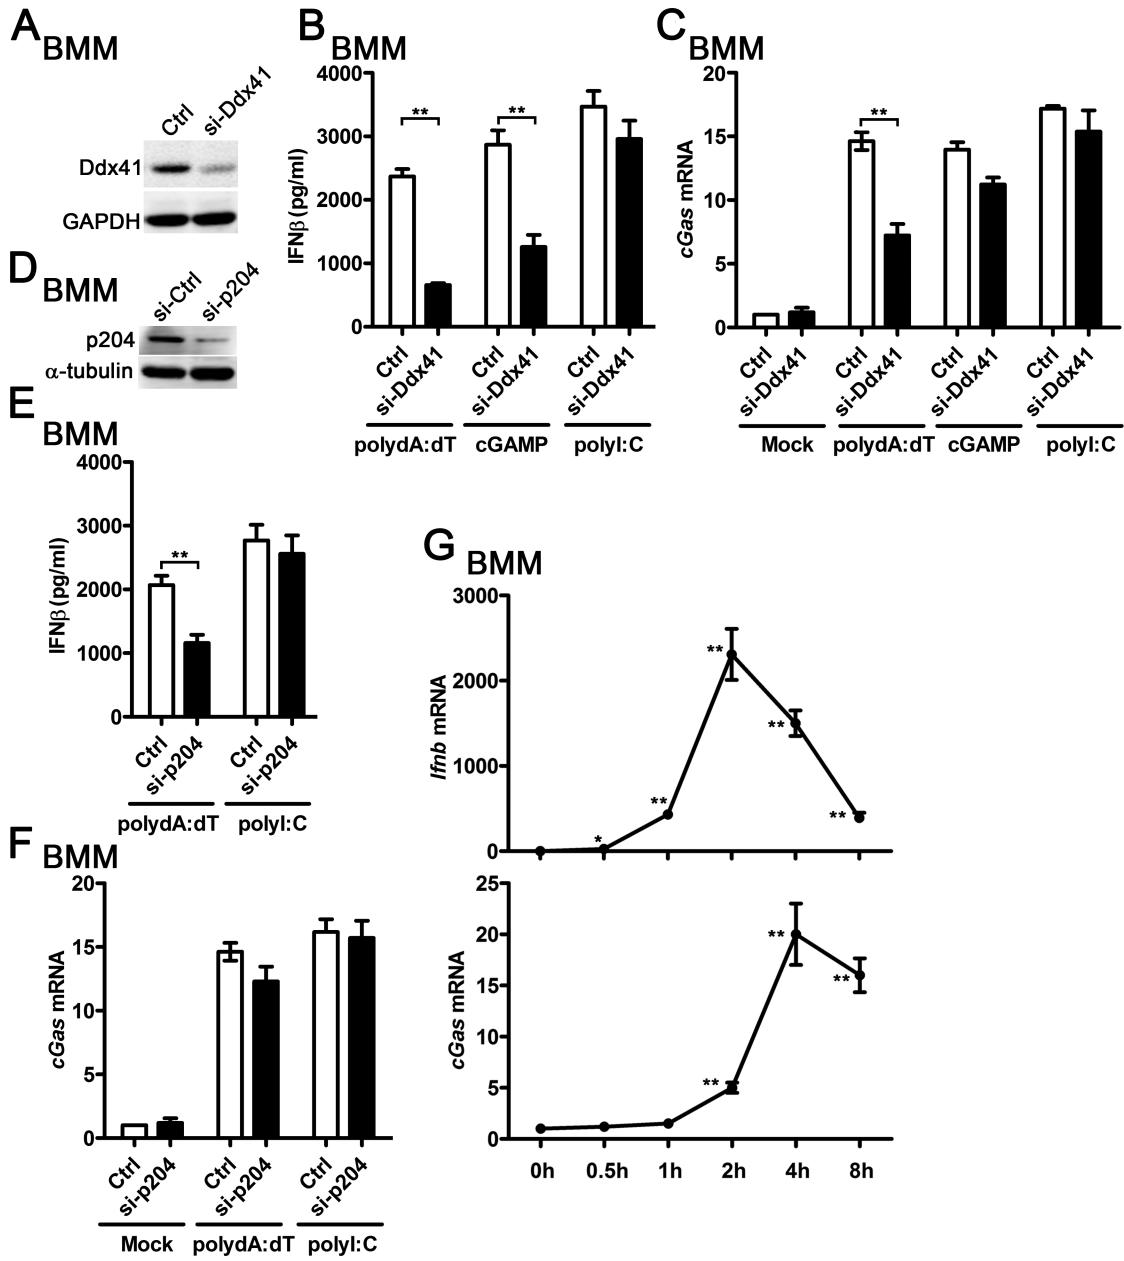 A BMM
Ctrl
si-Ddx41
Ddx41
GAPDH
B BMM
4000
3000
2000
1000
0
IFNβ (pg/ml)
**
**
Ctrl
si-Ddx41
Ctrl
si-Ddx41
Ctrl
si-Ddx41
polydA:dT
cGAMP
polyI:C
C BMM
20
15
10
5
0
cGas mRNA
**
Ctrl
si-Ddx41
Ctrl
si-Ddx41
Ctrl
si-Ddx41
Ctrl
si-Ddx41
Mock
polydA:dT
cGAMP
polyI:C
D BMM
si-Ctrl
si-p204
p204
α-tubulin
E BMM
4000
3000
2000
1000
0
IFNβ (pg/ml)
**
Ctrl
si-p204
Ctrl
si-p204
polydA:dT
polyI:C
F BMM
20
15
10
5
0
cGas mRNA
Ctrl
si-p204
Ctrl
si-p204
Ctrl
si-p204
Mock
polydA:dT
polyI:C
G BMM
3000
2000
1000
0
Ifnb mRNA
*
**
**
**
**
25
20
15
10
5
0
cGas mRNA
**
**
**
0h
0.5h
1h
2h
4h
8h